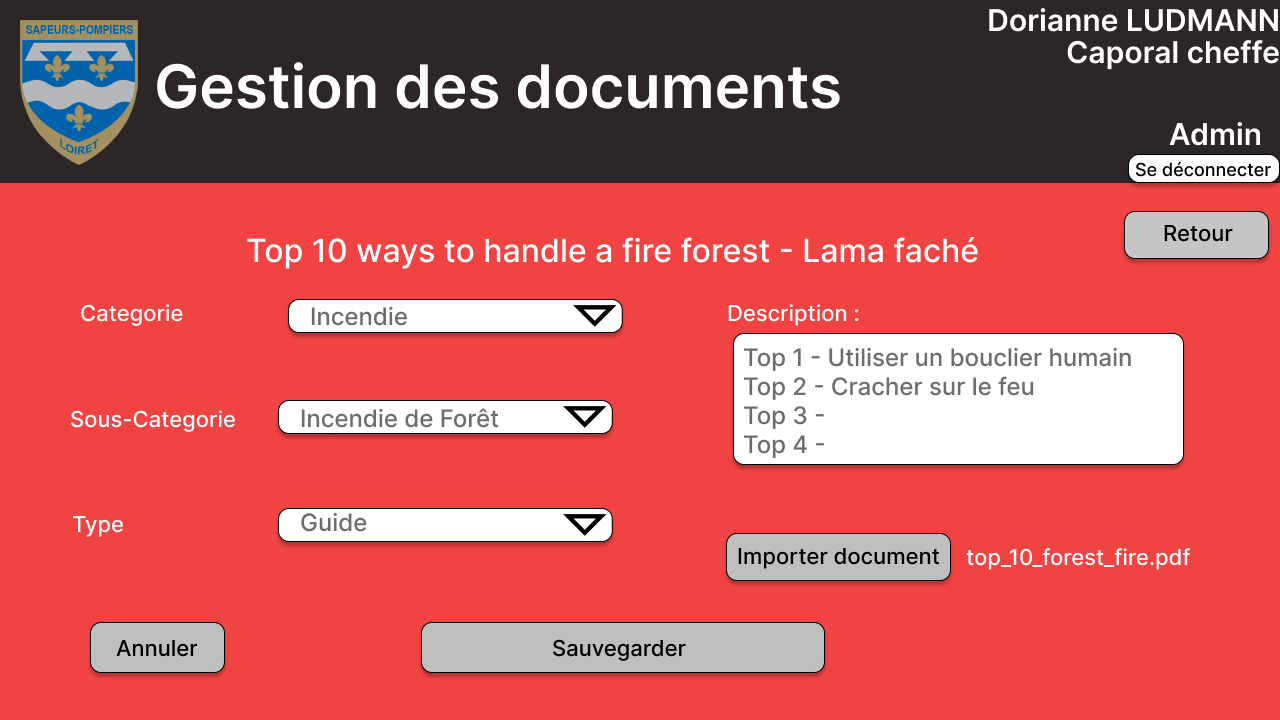 SAPEURS-POMPIERS
LOIRET
Gestion des documents
Dorianne LUDMANN
Caporal cheffe
Admin
Se déconnecter
Retour
Top 10 ways to handle a fire forest - Lama faché
Categorie
Incendie
Sous-Categorie
Incendie de Forêt
Type
Guide
Description :
Top 1 - Utiliser un bouclier humain
Top 2 - Cracher sur le feu
Top 3 -
Top 4 -
Importer document
top_10_forest_fire.pdf
Annuler
Sauvegarder